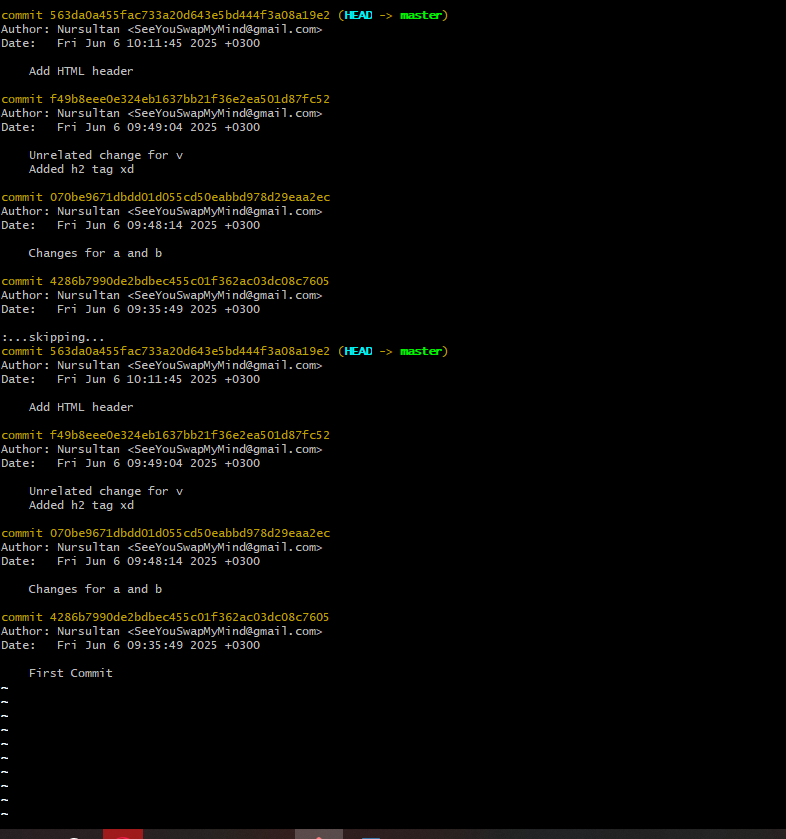 commit 563da0a455fac733a20d643e5bd444f3a08a19e2 (HEAD -> master)
Author: Nursultan <SeeYouSwapMyMind@gmail.com>
Date:   Fri Jun 6 10:11:45 2025 +0300
    Add HTML header
commit f49b8eee0e324eb1637bb21f36e2ea501d87fc52
Author: Nursultan <SeeYouSwapMyMind@gmail.com>
Date:   Fri Jun 6 09:49:04 2025 +0300
    Unrelated change for v
    Added h2 tag xd
commit 070be9671dbdd01d055cd50eabbd978d29eaa2ec
Author: Nursultan <SeeYouSwapMyMind@gmail.com>
Date:   Fri Jun 6 09:48:14 2025 +0300
    Changes for a and b
commit 4286b7990de2bdbec455c01f362ac03dc08c7605
Author: Nursultan <SeeYouSwapMyMind@gmail.com>
Date:   Fri Jun 6 09:35:49 2025 +0300
:...skipping...
commit 563da0a455fac733a20d643e5bd444f3a08a19e2 (HEAD -> master)
Author: Nursultan <SeeYouSwapMyMind@gmail.com>
Date:   Fri Jun 6 10:11:45 2025 +0300
    Add HTML header
commit f49b8eee0e324eb1637bb21f36e2ea501d87fc52
Author: Nursultan <SeeYouSwapMyMind@gmail.com>
Date:   Fri Jun 6 09:49:04 2025 +0300
    Unrelated change for v
    Added h2 tag xd
commit 070be9671dbdd01d055cd50eabbd978d29eaa2ec
Author: Nursultan <SeeYouSwapMyMind@gmail.com>
Date:   Fri Jun 6 09:48:14 2025 +0300
    Changes for a and b
commit 4286b7990de2bdbec455c01f362ac03dc08c7605
Author: Nursultan <SeeYouSwapMyMind@gmail.com>
Date:   Fri Jun 6 09:35:49 2025 +0300
    First Commit
~
~
~
~
~
~
~
~
~
~